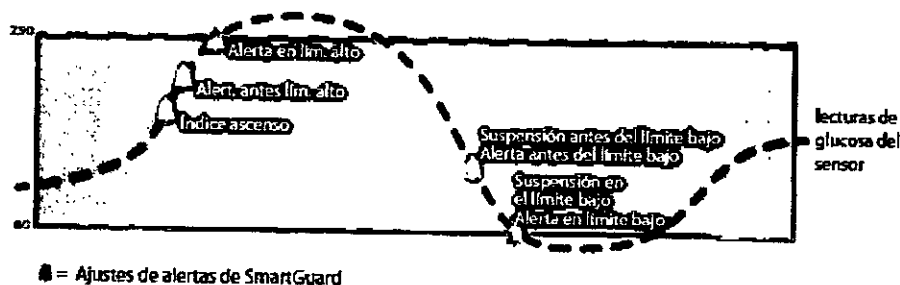 250
Alerta en lím. alto
Alert. antes lím. alto
Índice ascenso
Suspensión antes del límite bajo
Alerta antes del límite bajo
Suspensión en
el límite bajo
Alerta en límite bajo
60
lecturas de
glucosa del
sensor
= Ajustes de alertas de SmartGuard